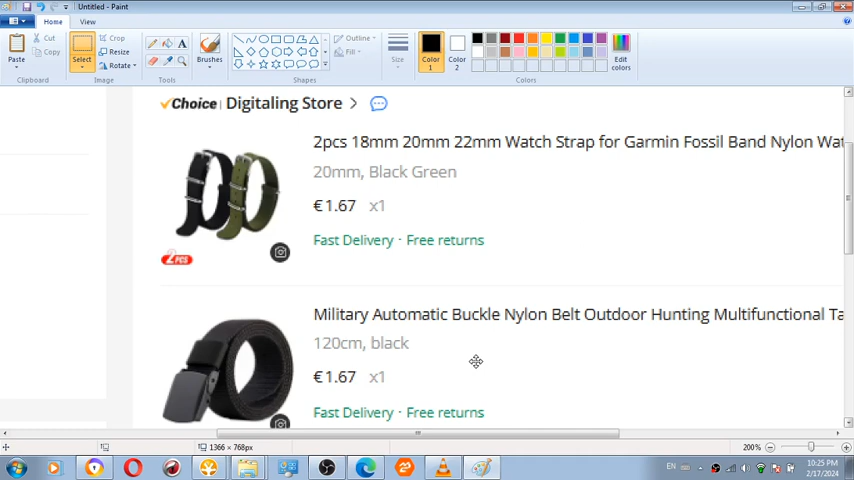 Untitled - Paint
Home
View
Paste
Cut
Copy
Clipboard
Select
Crop
Resize
Rotate
Image
A
Tools
Brushes
Outline
Fill
Shapes
Size
Color 1
Color 2
Edit colors
Colors
Choice Digitaling Store >
2pcs 18mm 20mm 22mm Watch Strap for Garmin Fossil Band Nylon Wat
20mm, Black Green
€1.67 x1
Fast Delivery · Free returns
2PCS
Military Automatic Buckle Nylon Belt Outdoor Hunting Multifunctional Ta
120cm, black
€1.67 x1
Fast Delivery · Free returns
1366 × 768px
200%
EN
10:25 PM
2/17/2024